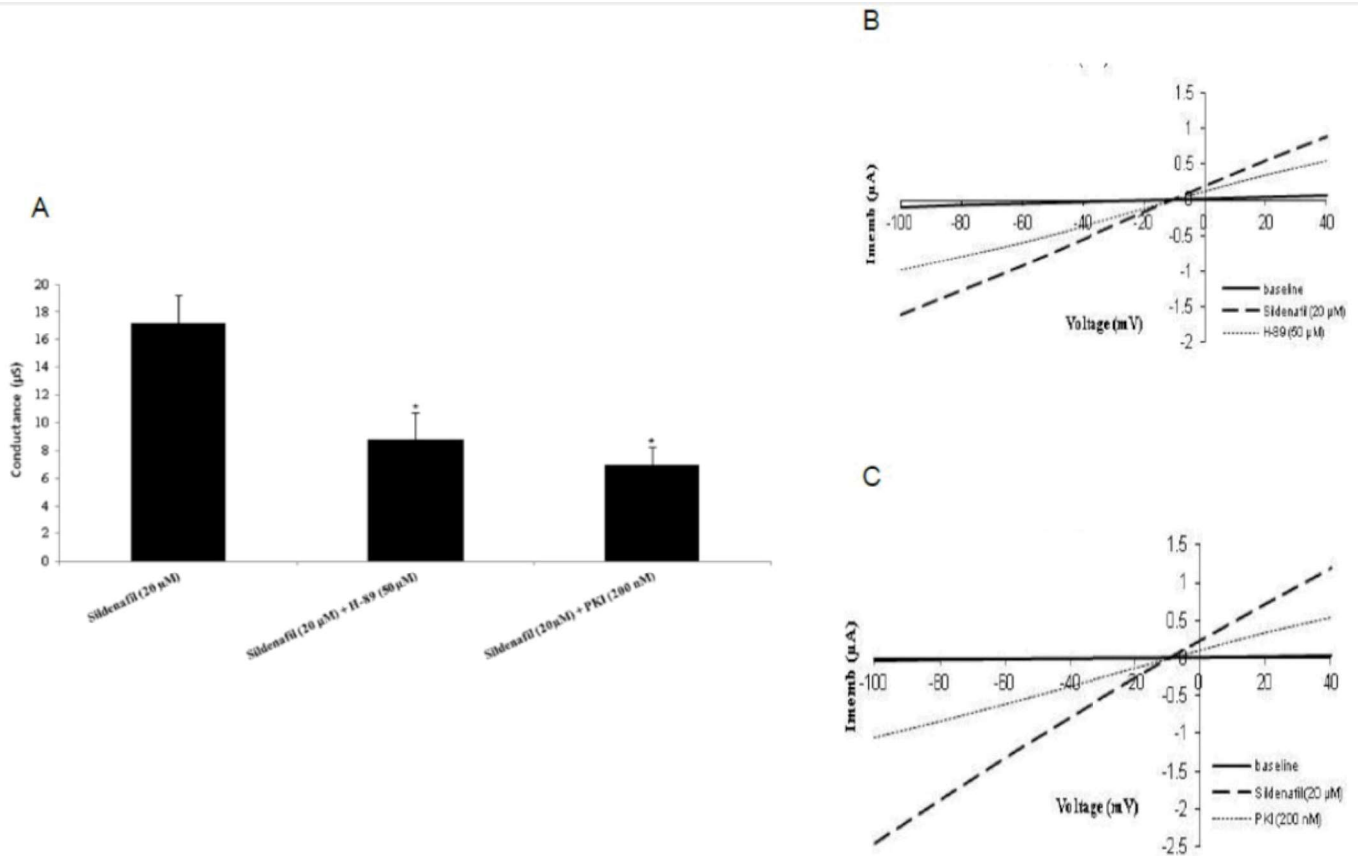 A
20
18
16
14
12
10
8
6
4
2
0
Conductance (µS)
*
*
Sildenafil (20 µM)
Sildenafil (20 µM) + H-89 (50µM)
Sildenafil (20µM) + PKI (200 nM)
B
1.5
1
0.5
0
-0.5
-1
-1.5
-2
-100 -80 -60 -40 -20 0 20 40
Imemb (µA)
Voltage (mV)
baseline
Sildenafil (20 µM)
H-89 (50 µM)
C
1.5
1
0.5
0
-0.5
-1
-1.5
-2
-2.5
-100 -80 -60 -40 -20 0 20 40
Imemb (µA)
Voltage (mV)
baseline
Sildenafil(20 µM)
PKI (200 nM)